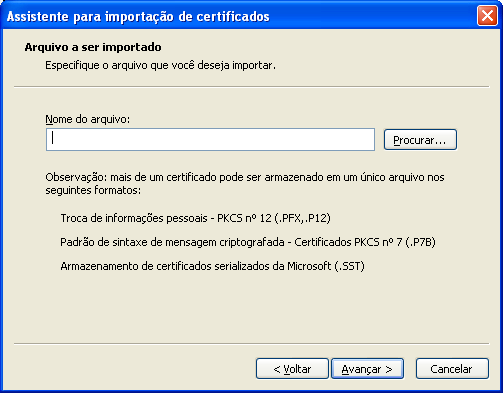 Assistente para importação de certificados
Arquivo a ser importado
Especifique o arquivo que você deseja importar.
Nome do arquivo:
Procurar...
Observação: mais de um certificado pode ser armazenado em um único arquivo nos
seguintes formatos:
Troca de informações pessoais - PKCS nº 12 (.PFX,.P12)
Padrão de sintaxe de mensagem criptografada - Certificados PKCS nº 7 (.P7B)
Armazenamento de certificados serializados da Microsoft (.SST)
< Voltar Avançar > Cancelar